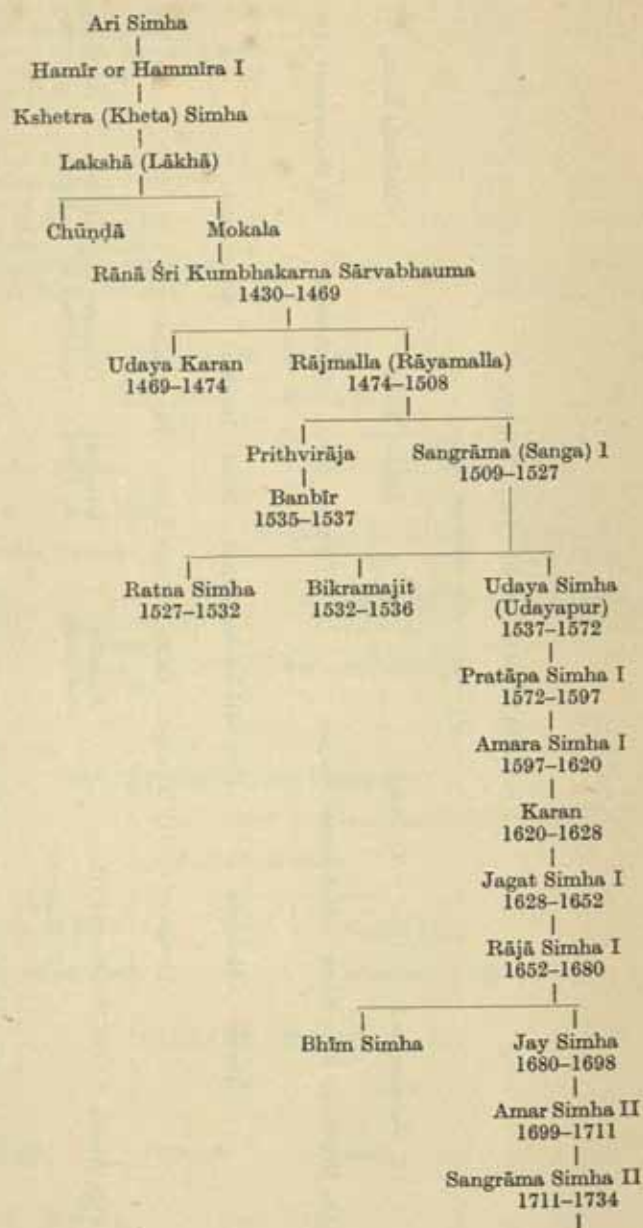 Ari Simha
Hamīr or Hammīra I
Kshetra (Kheta) Simha
Lakshā (Lākhā)
Chūṇḍā Mokala
Rānā Śri Kumbhakarna Sārvabhauma
1430–1469
Udaya Karan Rājmalla (Rāyamalla)
1469–1474 1474–1508
Prithvirāja Sangrāma (Sanga) I
1509–1527
Banbīr
1535–1537
Ratna Simha Bikramajit Udaya Simha
1527–1532 1532–1536 (Udayapur)
1537–1572
Pratāpa Simha I
1572–1597
Amara Simha I
1597–1620
Karan
1620–1628
Jagat Simha I
1628–1652
Rājā Simha I
1652–1680
Bhīm Simha Jay Simha
1680–1698
Amar Simha II
1699–1711
Sangrāma Simha II
1711–1734